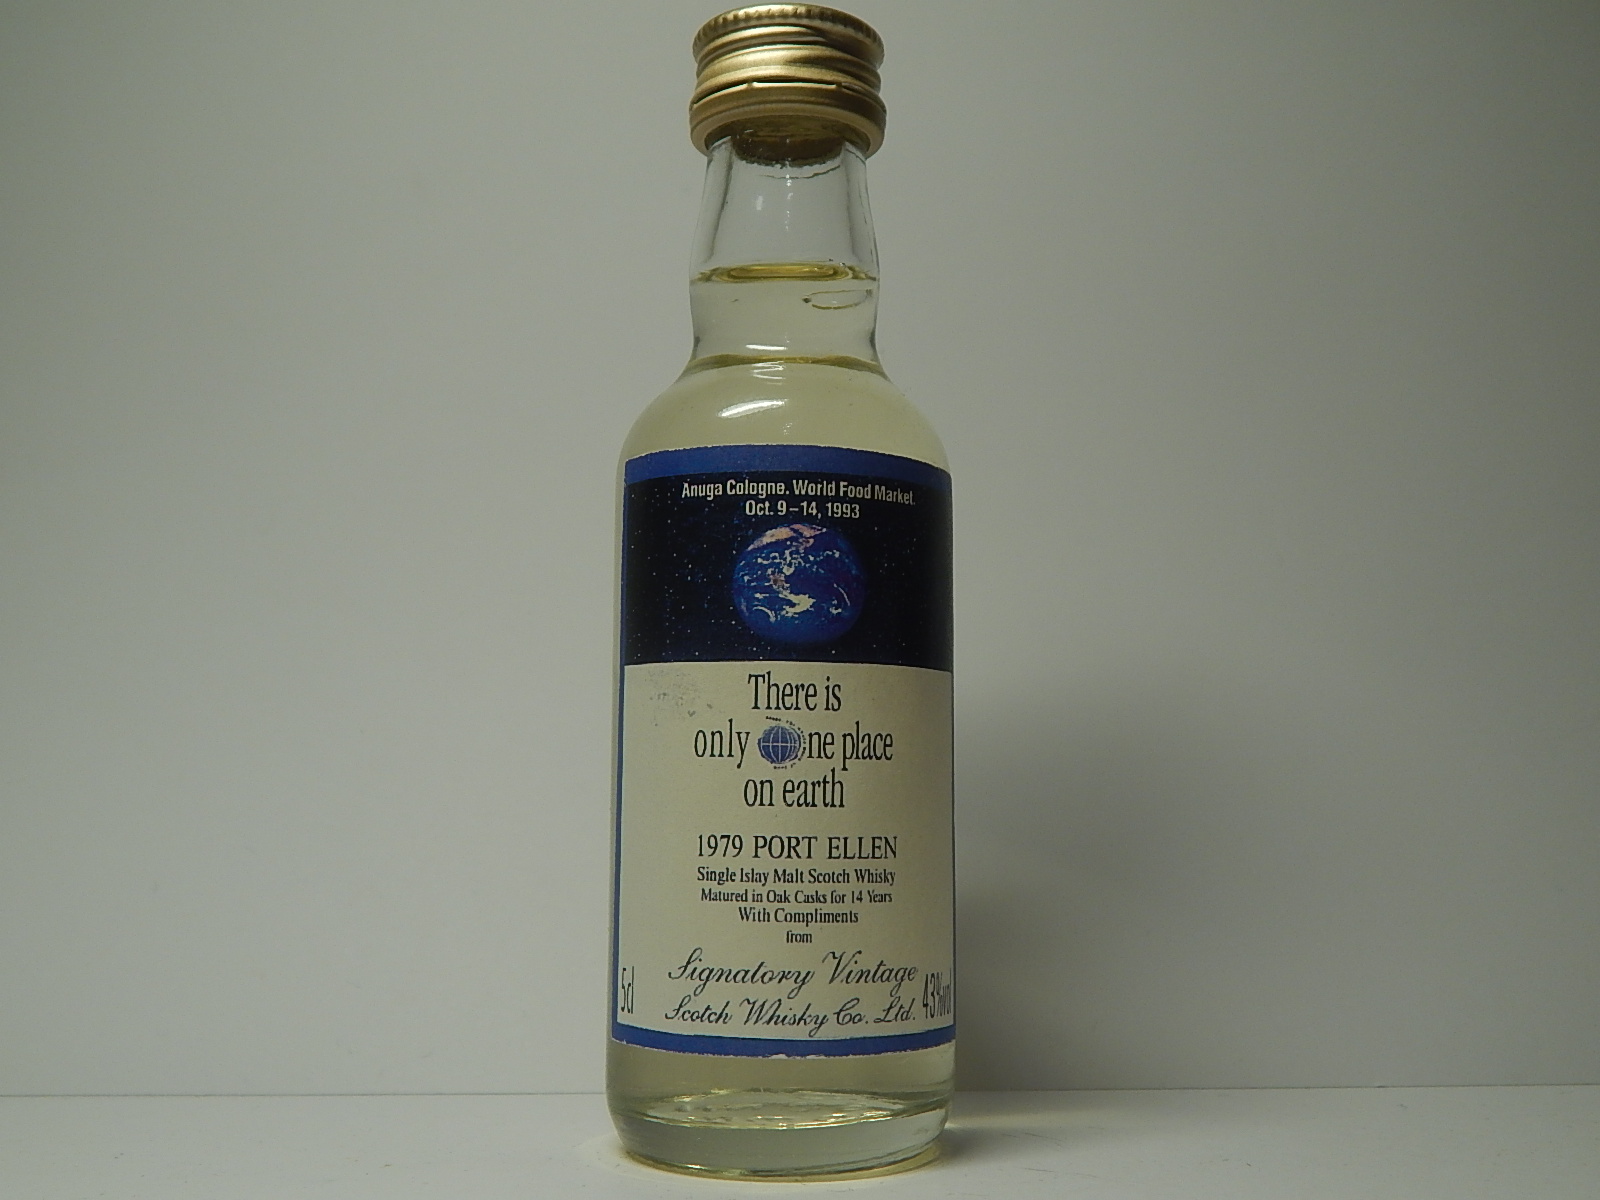 Anuga Cologne. World Food Market.
Oct. 9–14, 1993
There is
only One place
on earth
1979 PORT ELLEN
Single Islay Malt Scotch Whisky
Matured in Oak Casks for 14 Years
With Compliments
from
Signatory Vintage
Scotch Whisky Co. Ltd.
5cl
43%vol